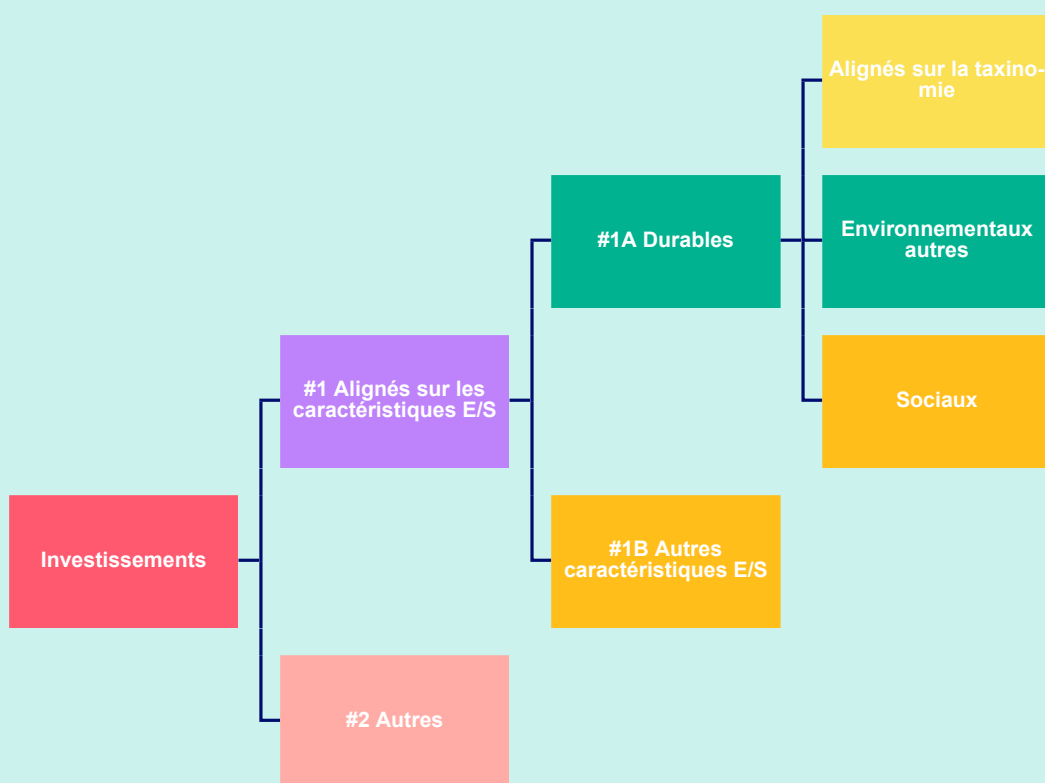 Alignés sur la taxino-
mie
#1A Durables
Environnementaux
autres
#1 Alignés sur les
caractéristiques E/S
Sociaux
Investissements
#1B Autres
caractéristiques E/S
#2 Autres